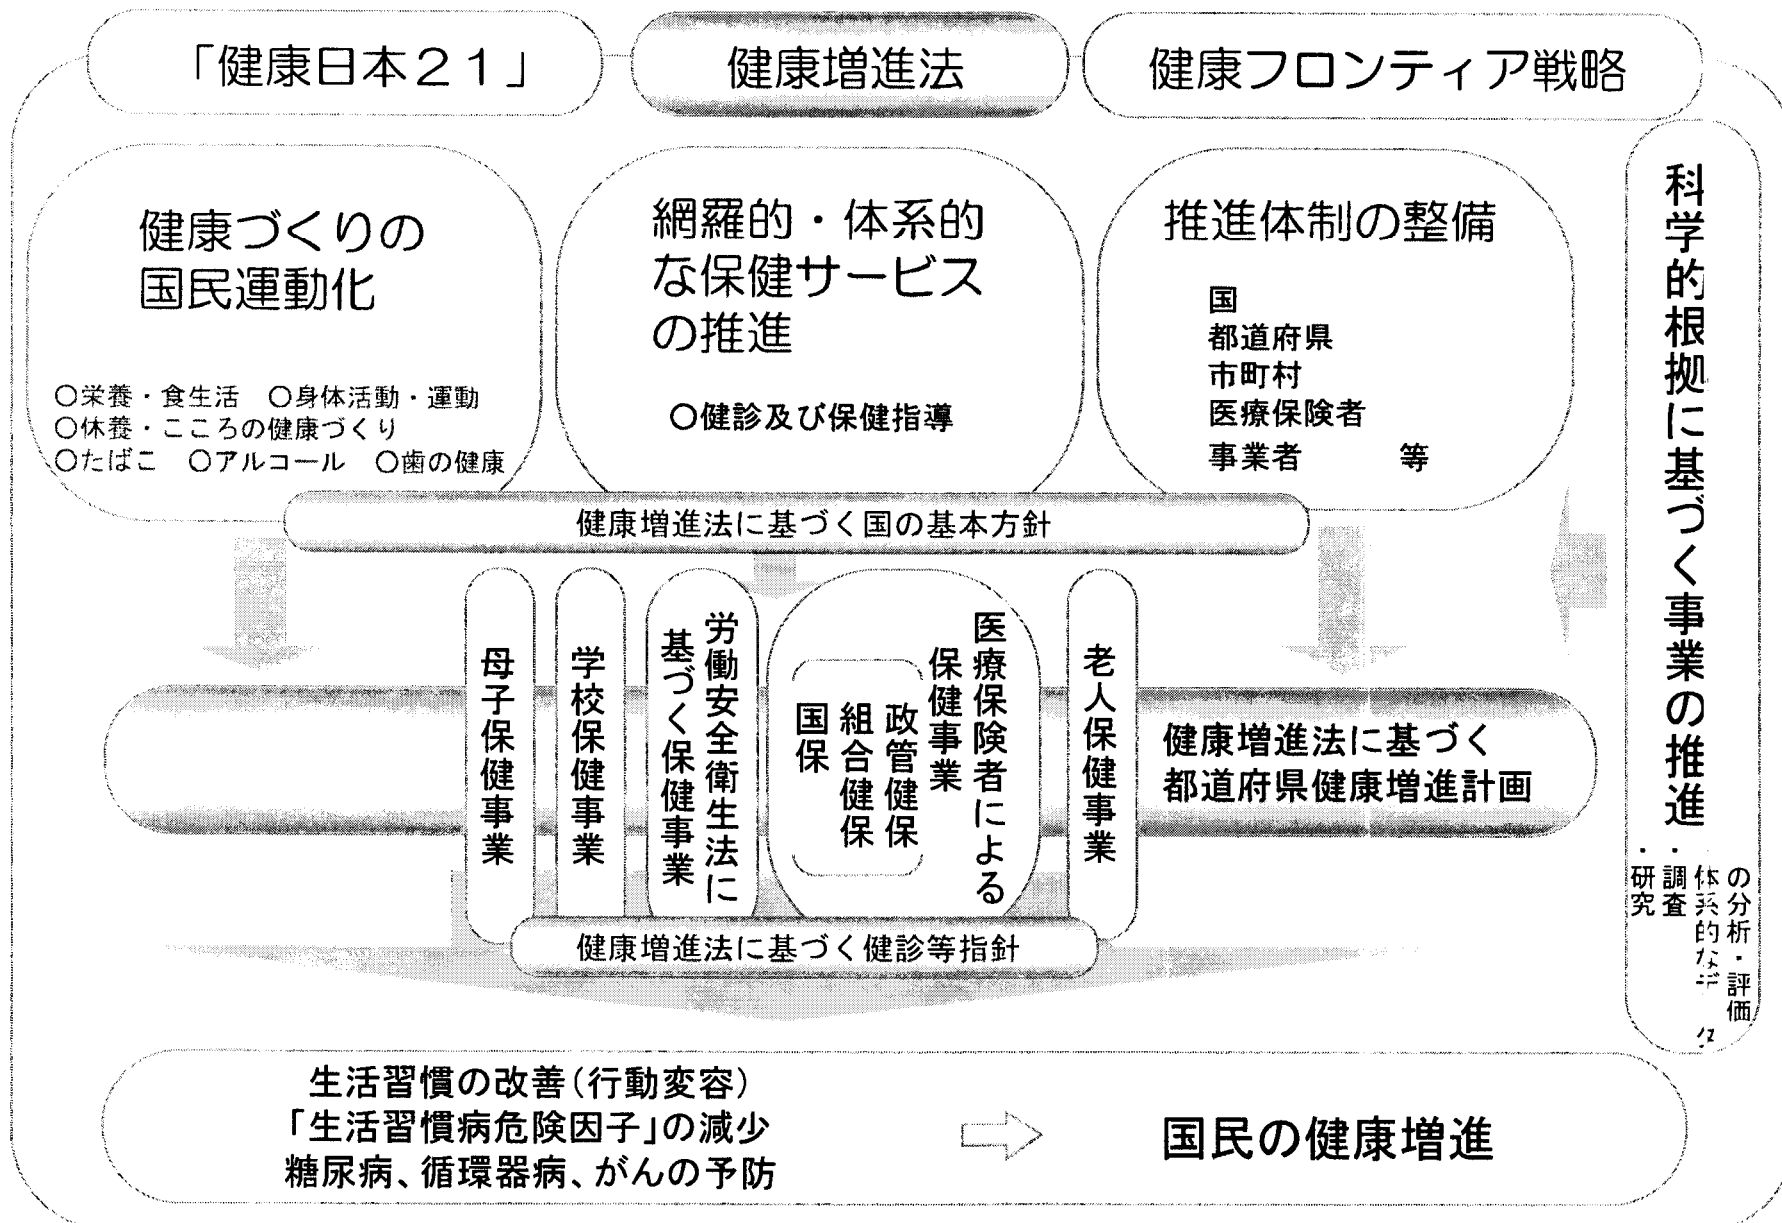 「健康日本２１」
健康増進法
健康フロンティア戦略
健康づくりの
国民運動化
○栄養・食生活　○身体活動・運動
○休養・こころの健康づくり
○たばこ　○アルコール　○歯の健康
網羅的・体系的
な保健サービス
の推進
○健診及び保健指導
推進体制の整備
国
都道府県
市町村
医療保険者
事業者　　　等
科学的根拠に基づく事業の推進
・体系的なデータ
の分析・評価
・調査
・研究
健康増進法に基づく国の基本方針
母子保健事業
学校保健事業
労働安全衛生法に
基づく保健事業
医療保険者による
保健事業
政管健保
組合健保
国保
老人保健事業
健康増進法に基づく
都道府県健康増進計画
健康増進法に基づく健診等指針
生活習慣の改善（行動変容）
「生活習慣病危険因子」の減少
糖尿病、循環器病、がんの予防
国民の健康増進